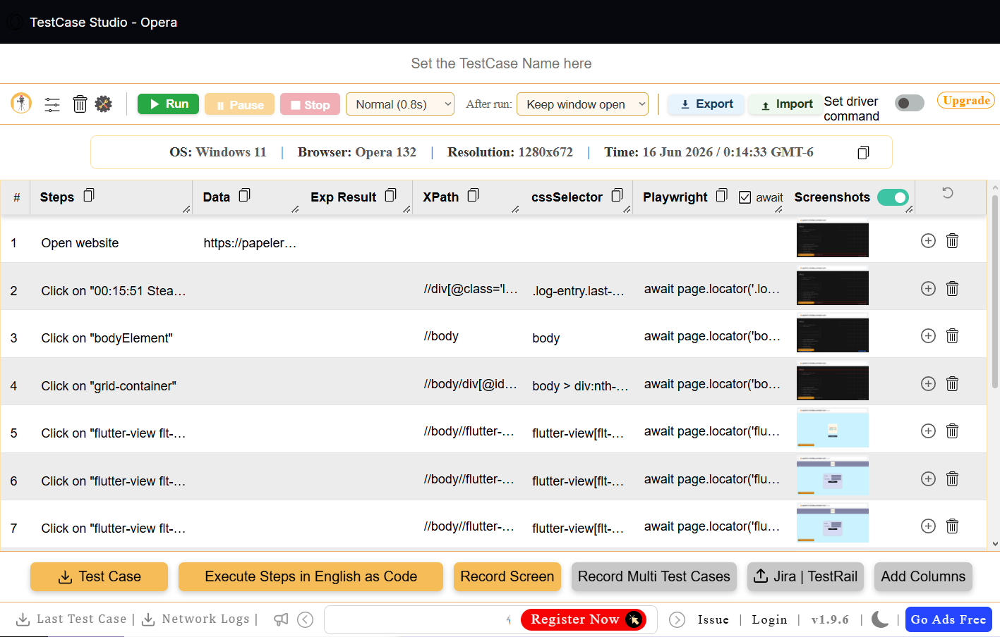 TestCase Studio - Opera
Set the TestCase Name here
Run Pause Stop Normal (0.8s) After run: Keep window open Export Import Set driver command Upgrade
OS: Windows 11 | Browser: Opera 132 | Resolution: 1280x672 | Time: 16 Jun 2026 / 0:14:33 GMT-6
# Steps Data Exp Result XPath cssSelector Playwright await Screenshots
1 Open website https://papeler...
2 Click on "00:15:51 Stea... //div[@class='l... .log-entry.last-... await page.locator('.lo...
3 Click on "bodyElement" //body body await page.locator('bo...
4 Click on "grid-container" //body/div[@id... body > div:nth-... await page.locator('bo...
5 Click on "flutter-view flt-... //body//flutter-... flutter-view[flt-... await page.locator('flu...
6 Click on "flutter-view flt-... //body//flutter-... flutter-view[flt-... await page.locator('flu...
7 Click on "flutter-view flt-... //body//flutter-... flutter-view[flt-... await page.locator('flu...
Test Case Execute Steps in English as Code Record Screen Record Multi Test Cases Jira | TestRail Add Columns
Last Test Case | Network Logs | Register Now Issue | Login | v1.9.6 | | Go Ads Free